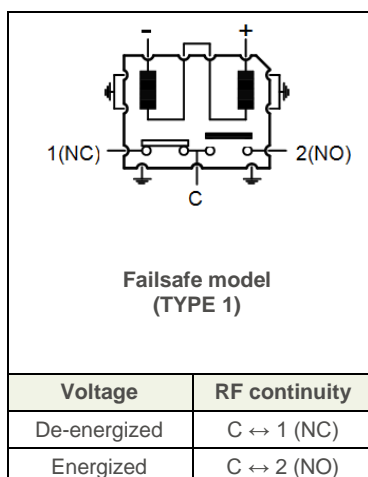 - +
1(NC) 2(NO)
C
Failsafe model
(TYPE 1)
Voltage RF continuity
De-energized C ↔ 1 (NC)
Energized C ↔ 2 (NO)